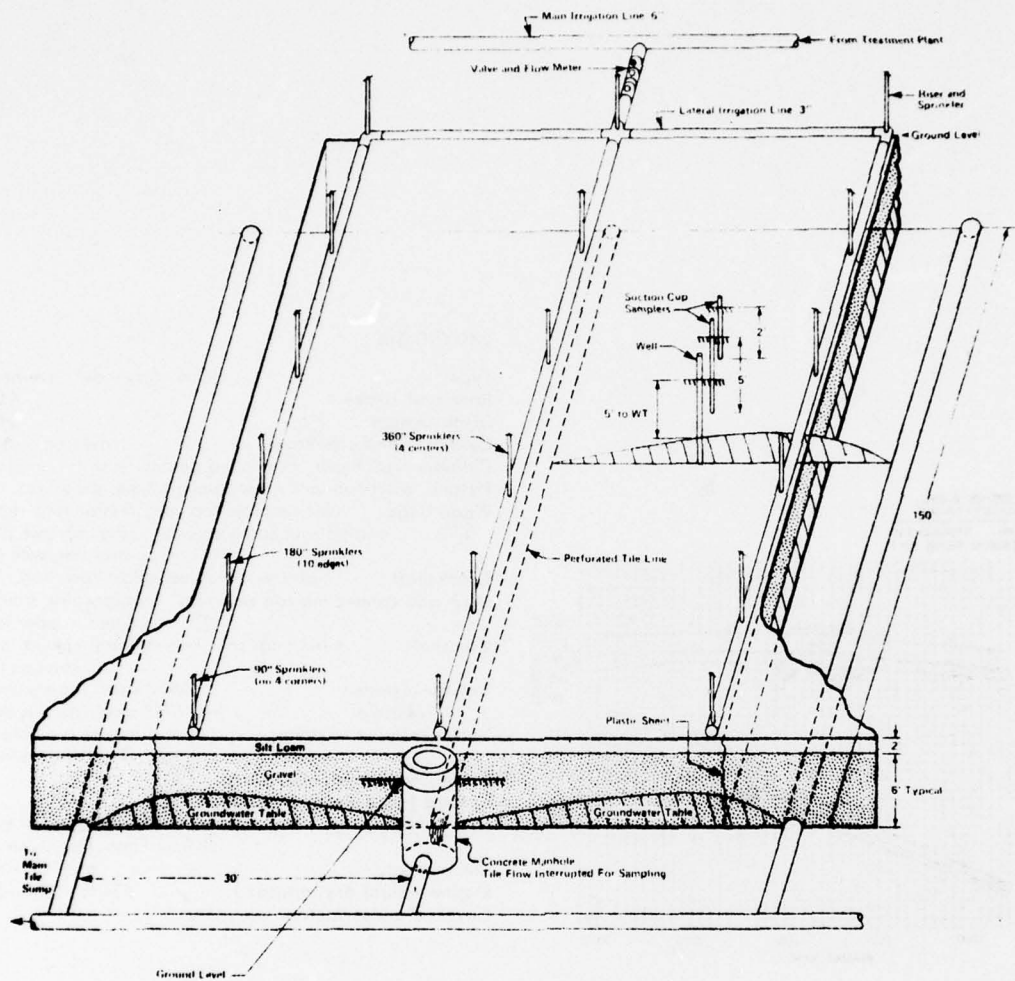 Main Irrigation Line 6"
From Treatment Plant
Valve and Flow Meter
Riser and
Sprinkler
Lateral Irrigation Line 3"
Ground Level
Suction Cup
Samplers
2'
Well
5'
5' to WT
360° Sprinklers
(4 centers)
150
180° Sprinklers
(10 edges)
Perforated Tile Line
90° Sprinklers
(on 4 corners)
Plastic Sheet
Silt Loam
2'
Gravel
6' Typical
Groundwater Table
Groundwater Table
To
Main
Tile
Sump
30'
Concrete Manhole
Tile Flow Interrupted For Sampling
Ground Level